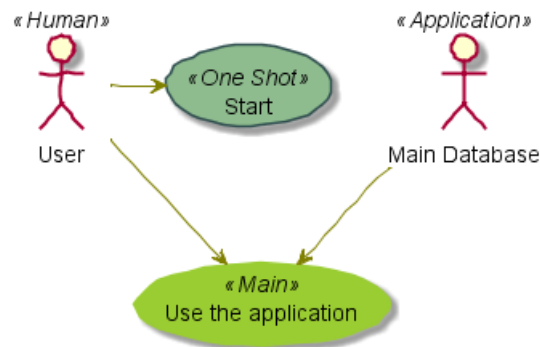 «Human»
User
«One Shot»
Start
«Application»
Main Database
«Main»
Use the application